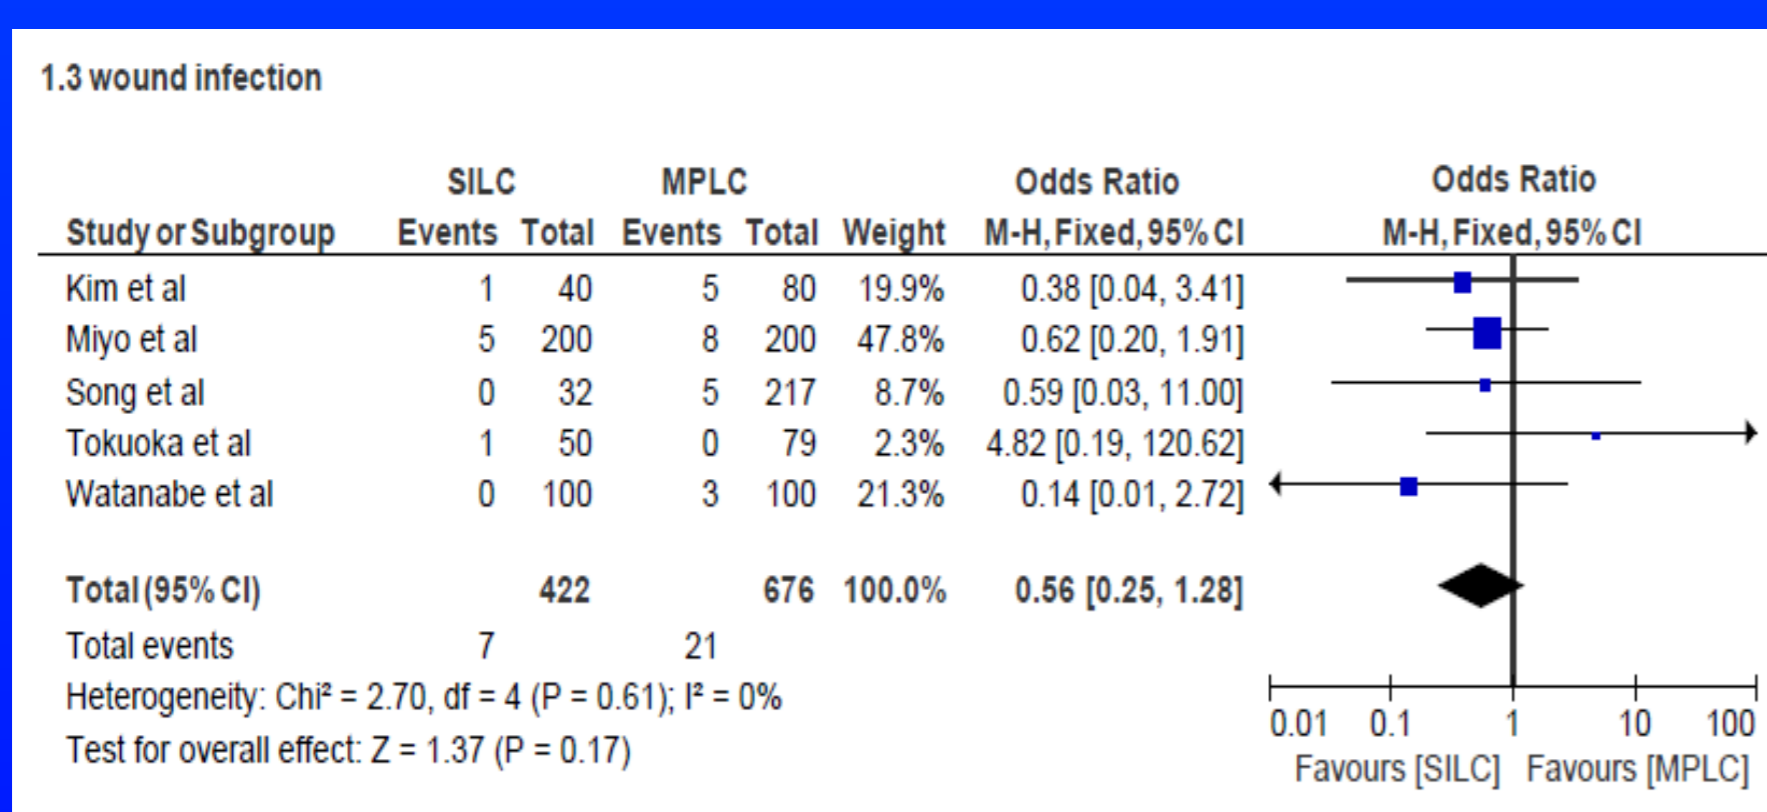 1.3 wound infection
SILC MPLC Odds Ratio Odds Ratio
Study or Subgroup Events Total Events Total Weight M-H, Fixed, 95% CI M-H, Fixed, 95% CI
Kim et al 1 40 5 80 19.9% 0.38 [0.04, 3.41]
Miyo et al 5 200 8 200 47.8% 0.62 [0.20, 1.91]
Song et al 0 32 5 217 8.7% 0.59 [0.03, 11.00]
Tokuoka et al 1 50 0 79 2.3% 4.82 [0.19, 120.62]
Watanabe et al 0 100 3 100 21.3% 0.14 [0.01, 2.72]
Total (95% CI) 422 676 100.0% 0.56 [0.25, 1.28]
Total events 7 21
Heterogeneity: Chi² = 2.70, df = 4 (P = 0.61); I² = 0%
Test for overall effect: Z = 1.37 (P = 0.17)
0.01 0.1 1 10 100
Favours [SILC] Favours [MPLC]